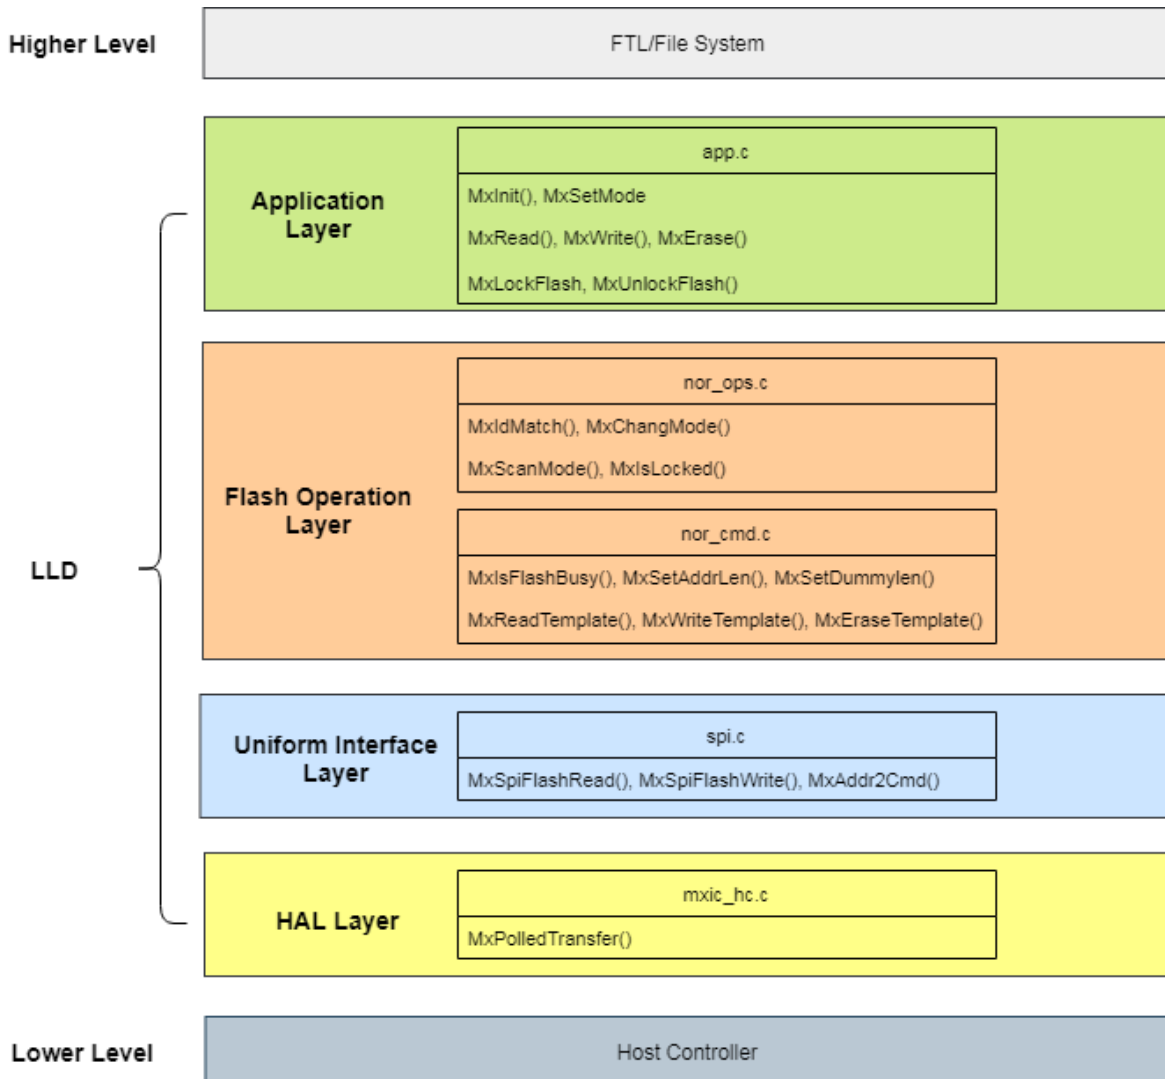 Higher Level
FTL/File System
Application
Layer
app.c
MxInit(), MxSetMode
MxRead(), MxWrite(), MxErase()
MxLockFlash, MxUnlockFlash()
LLD
Flash Operation
Layer
nor_ops.c
MxIdMatch(), MxChangMode()
MxScanMode(), MxIsLocked()
nor_cmd.c
MxIsFlashBusy(), MxSetAddrLen(), MxSetDummylen()
MxReadTemplate(), MxWriteTemplate(), MxEraseTemplate()
Uniform Interface
Layer
spi.c
MxSpiFlashRead(), MxSpiFlashWrite(), MxAddr2Cmd()
HAL Layer
mxic_hc.c
MxPolledTransfer()
Lower Level
Host Controller